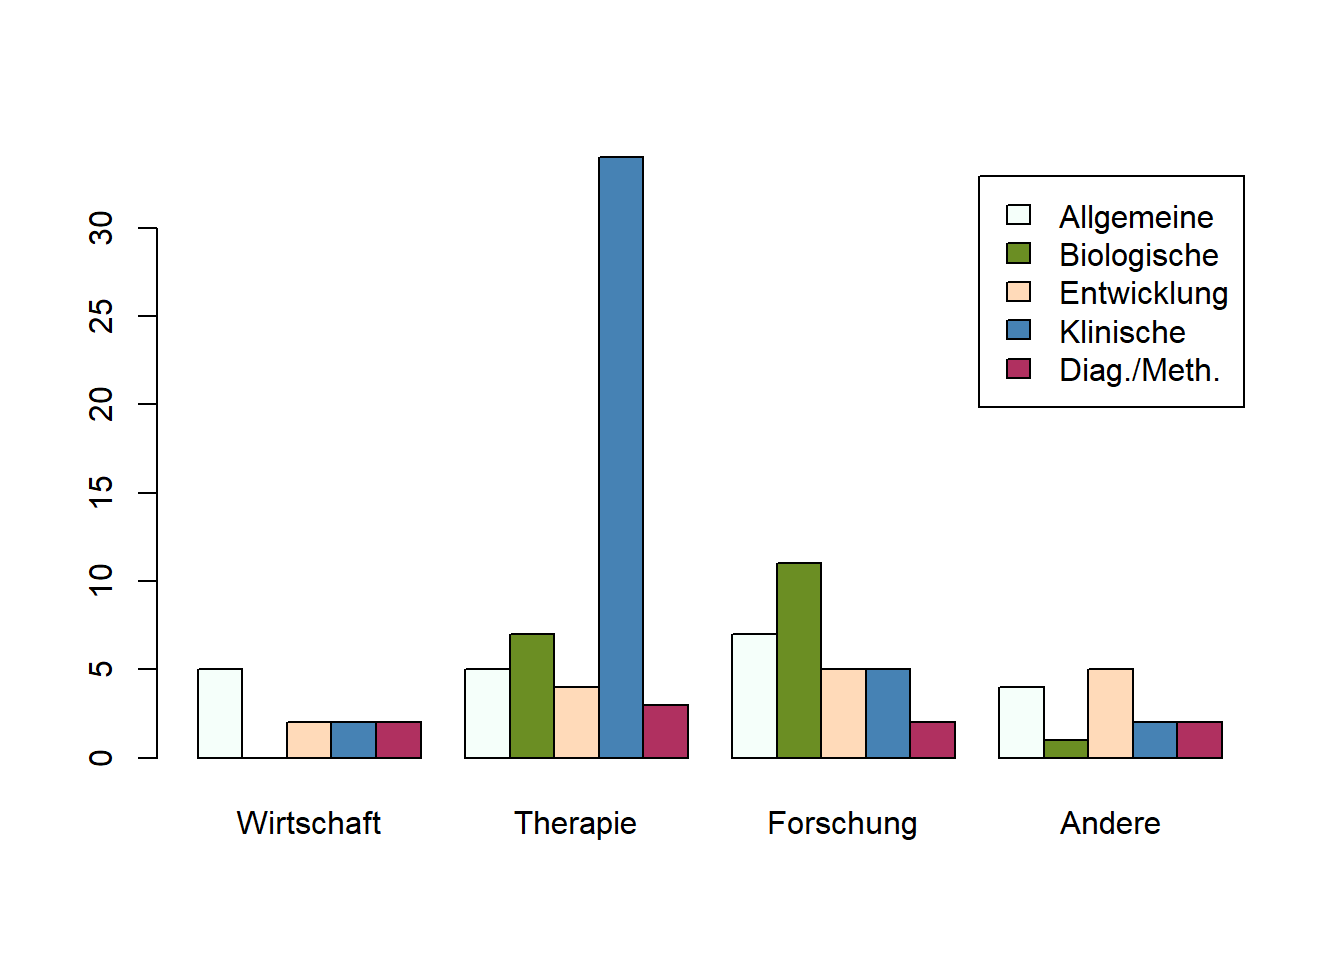 30
25
20
15
10
5
0
Allgemeine
Biologische
Entwicklung
Klinische
Diag./Meth.
Wirtschaft Therapie Forschung Andere